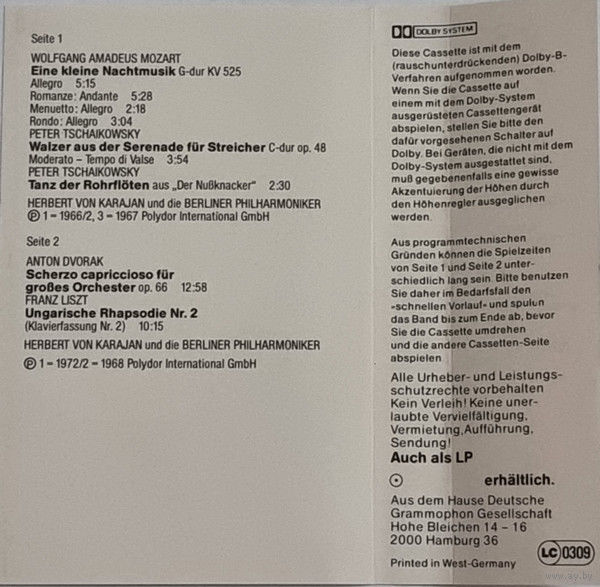 Seite 1
WOLFGANG AMADEUS MOZART
Eine kleine Nachtmusik G-dur KV 525
Allegro 5:15
Romanze: Andante 5:28
Menuetto: Allegro 2:18
Rondo: Allegro 3:04
PETER TSCHAIKOWSKY
Walzer aus der Serenade für Streicher C-dur op. 48
Moderato – Tempo di Valse 3:54
PETER TSCHAIKOWSKY
Tanz der Rohrflöten aus „Der Nußknacker“ 2:30
HERBERT VON KARAJAN und die BERLINER PHILHARMONIKER
Ⓟ 1 = 1966/2, 3 = 1967 Polydor International GmbH
Seite 2
ANTON DVORAK
Scherzo capriccioso für
großes Orchester op. 66 12:58
FRANZ LISZT
Ungarische Rhapsodie Nr. 2
(Klavierfassung Nr. 2) 10:15
HERBERT VON KARAJAN und die BERLINER PHILHARMONIKER
Ⓟ 1 = 1972/2 = 1968 Polydor International GmbH
DOLBY SYSTEM
Diese Cassette ist mit dem
(rauschunterdrückenden) Dolby-B-
Verfahren aufgenommen worden.
Wenn Sie die Cassette auf
einem mit dem Dolby-System
ausgerüsteten Cassettengerät
abspielen, stellen Sie bitte den
dafür vorgesehenen Schalter auf
Dolby. Bei Geräten, die nicht mit dem
Dolby-System ausgestattet sind,
muß gegebenenfalls eine gewisse
Akzentuierung der Höhen durch
den Höhenregler ausgeglichen
werden.
Aus programmtechnischen
Gründen können die Spielzeiten
von Seite 1 und Seite 2 unter-
schiedlich lang sein. Bitte benutzen
Sie daher im Bedarfsfall den
»schnellen Vorlauf« und spulen
das Band bis zum Ende ab, bevor
Sie die Cassette umdrehen
und die andere Cassetten-Seite
abspielen
Alle Urheber- und Leistungs-
schutzrechte vorbehalten
Kein Verleih! Keine uner-
laubte Vervielfältigung,
Vermietung, Aufführung,
Sendung!
Auch als LP
erhältlich.
Aus dem Hause Deutsche
Grammophon Gesellschaft
Hohe Bleichen 14 – 16
2000 Hamburg 36
LC 0309
Printed in West-Germany
www.ay.by